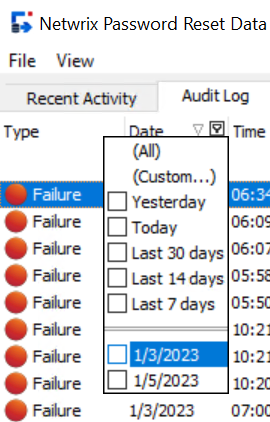 Netwrix Password Reset Data
File View
Recent Activity Audit Log
Type Date Time
(All)
(Custom...)
Failure Yesterday 06:34
Failure Today 06:09
Failure Last 30 days 05:58
Failure Last 14 days 05:50
Failure Last 7 days 10:21
Failure 1/3/2023 10:21
Failure 1/5/2023 10:20
Failure 1/3/2023 07:00